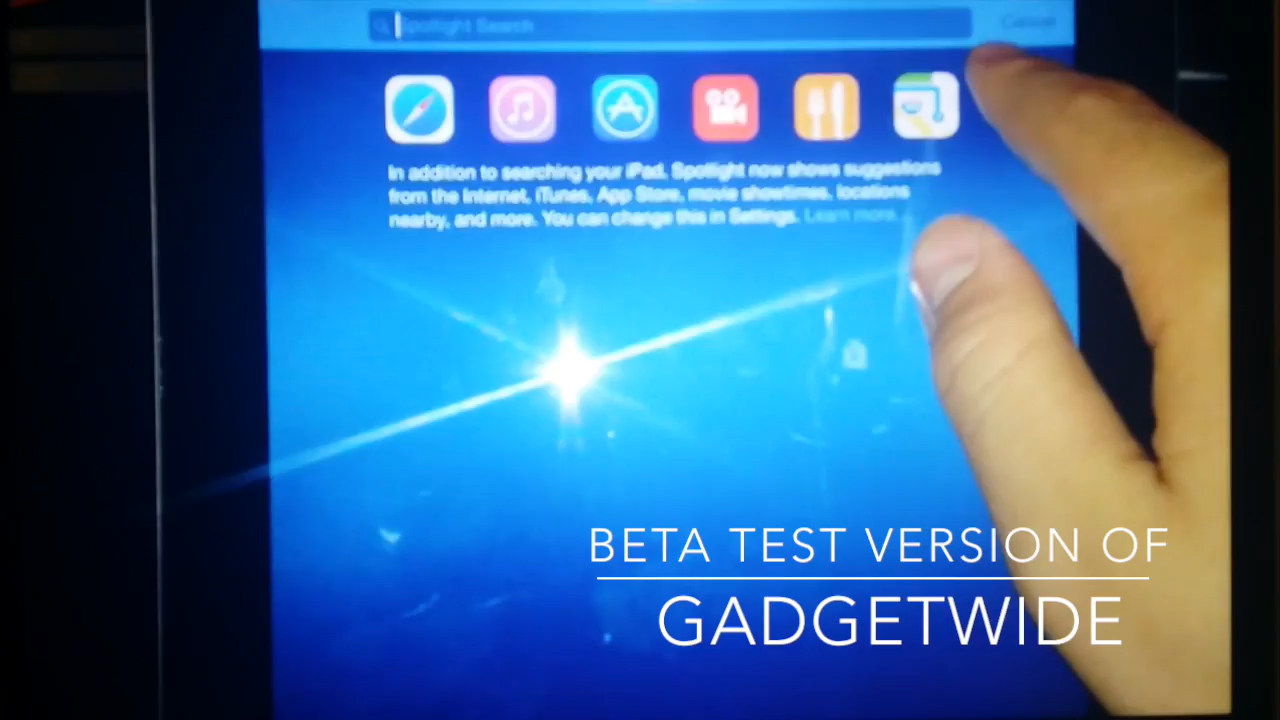 Spotlight Search
Cancel
In addition to searching your iPad, Spotlight now shows suggestions
from the Internet, iTunes, App Store, movie showtimes, locations
nearby, and more. You can change this in Settings. Learn more...
BETA TEST VERSION OF
GADGETWIDE